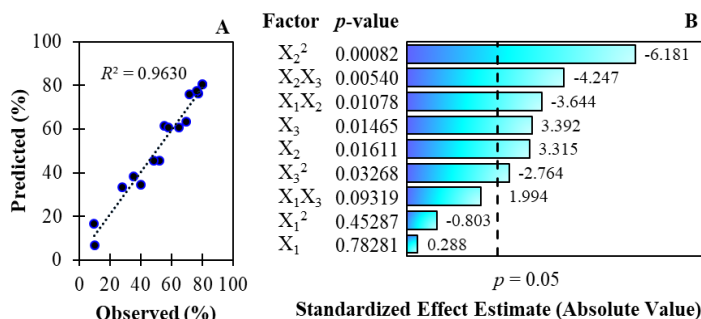 A
100
80
60
40
20
0
R² = 0.9630
Predicted (%)
0 20 40 60 80 100
Observed (%)
Factor p-value B
X₂² 0.00082 -6.181
X₂X₃ 0.00540 -4.247
X₁X₂ 0.01078 -3.644
X₃ 0.01465 3.392
X₂ 0.01611 3.315
X₃² 0.03268 -2.764
X₁X₃ 0.09319 1.994
X₁² 0.45287 -0.803
X₁ 0.78281 0.288
p = 0.05
Standardized Effect Estimate (Absolute Value)